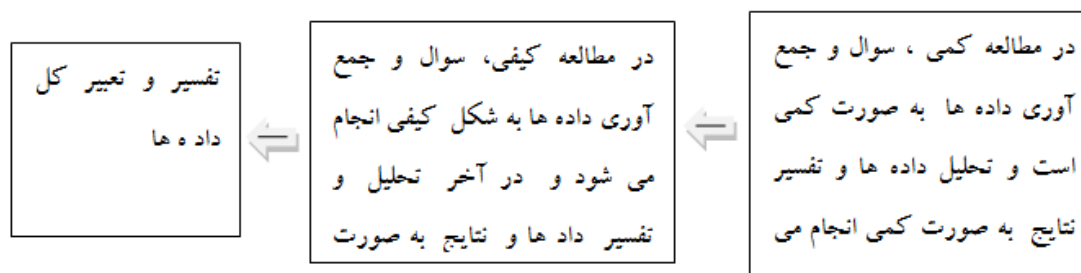 در مطالعه کمی ، سوال و جمع
آوری داده ها به صورت کمی
است و تحلیل داده ها و تفسیر
نتایج به صورت کمی انجام می
در مطالعه کیفی، سوال و جمع
آوری داده ها به شکل کیفی انجام
می شود و در آخر تحلیل و
تفسیر داد ها و نتایج به صورت
تفسیر و تعبیر کل
داد ه ها